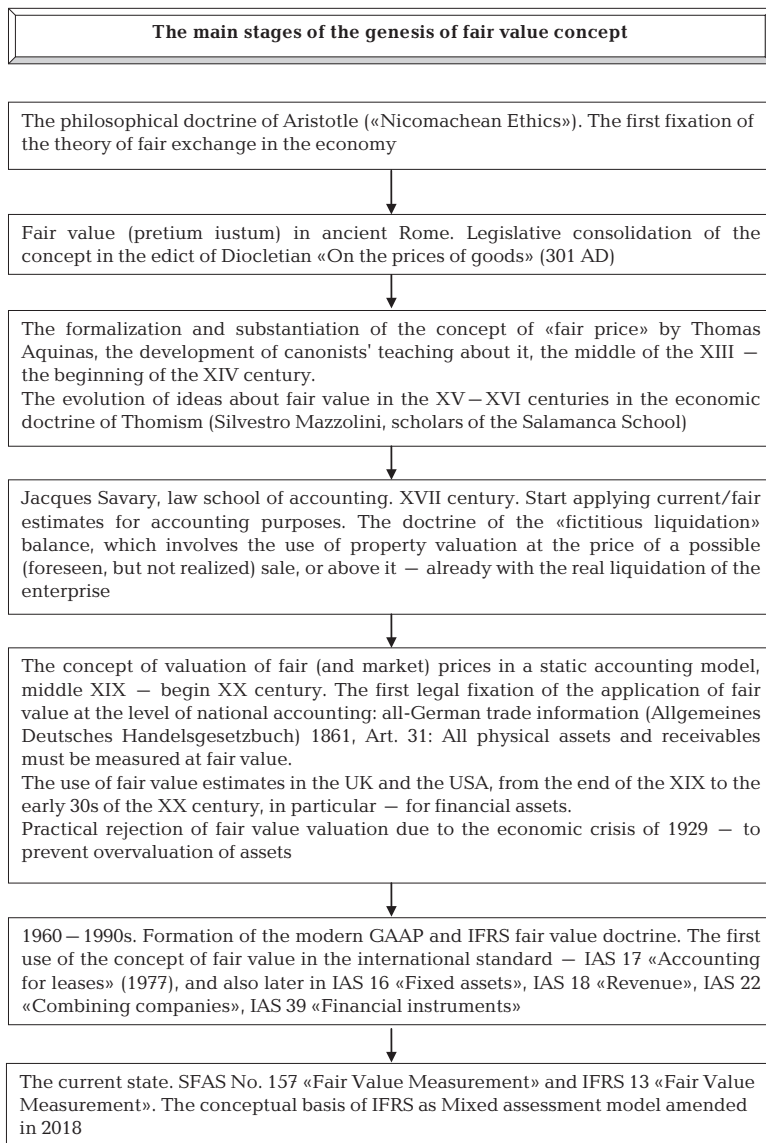 The main stages of the genesis of fair value concept
The philosophical doctrine of Aristotle («Nicomachean Ethics»). The first fixation of
the theory of fair exchange in the economy
Fair value (pretium iustum) in ancient Rome. Legislative consolidation of the
concept in the edict of Diocletian «On the prices of goods» (301 AD)
The formalization and substantiation of the concept of «fair price» by Thomas
Aquinas, the development of canonists' teaching about it, the middle of the XIII –
the beginning of the XIV century.
The evolution of ideas about fair value in the XV–XVI centuries in the economic
doctrine of Thomism (Silvestro Mazzolini, scholars of the Salamanca School)
Jacques Savary, law school of accounting. XVII century. Start applying current/fair
estimates for accounting purposes. The doctrine of the «fictitious liquidation»
balance, which involves the use of property valuation at the price of a possible
(foreseen, but not realized) sale, or above it – already with the real liquidation of the
enterprise
The concept of valuation of fair (and market) prices in a static accounting model,
middle XIX – begin XX century. The first legal fixation of the application of fair
value at the level of national accounting: all-German trade information (Allgemeines
Deutsches Handelsgesetzbuch) 1861, Art. 31: All physical assets and receivables
must be measured at fair value.
The use of fair value estimates in the UK and the USA, from the end of the XIX to the
early 30s of the XX century, in particular – for financial assets.
Practical rejection of fair value valuation due to the economic crisis of 1929 – to
prevent overvaluation of assets
1960–1990s. Formation of the modern GAAP and IFRS fair value doctrine. The first
use of the concept of fair value in the international standard – IAS 17 «Accounting
for leases» (1977), and also later in IAS 16 «Fixed assets», IAS 18 «Revenue», IAS 22
«Combining companies», IAS 39 «Financial instruments»
The current state. SFAS No. 157 «Fair Value Measurement» and IFRS 13 «Fair Value
Measurement». The conceptual basis of IFRS as Mixed assessment model amended
in 2018